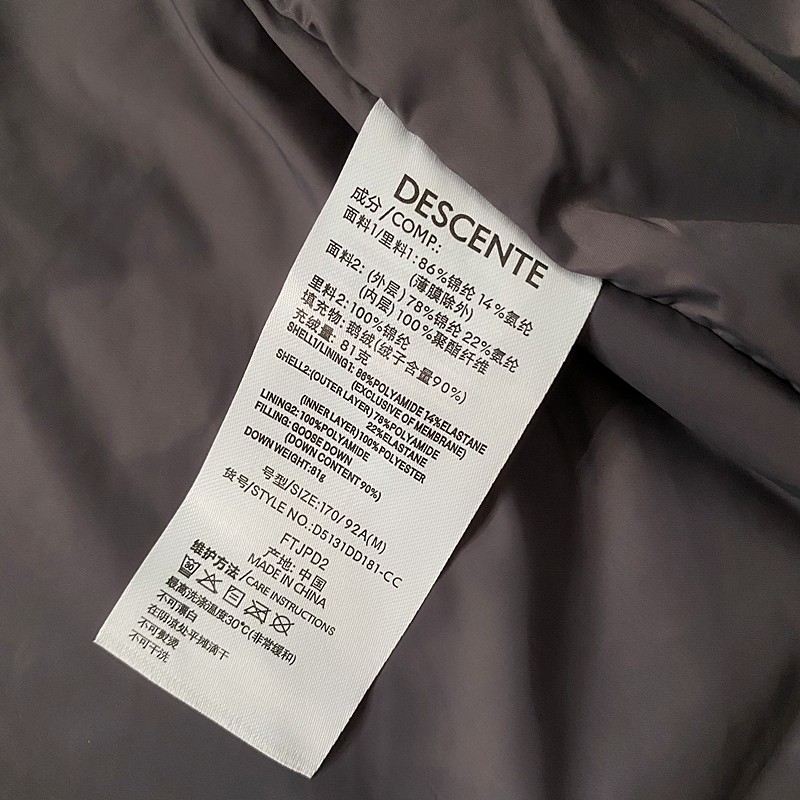 DESCENTE
成分/COMP.:
面料1/里料1:86%锦纶 14%氨纶
(薄膜除外)
面料2: (外层)78%锦纶 22%氨纶
(内层)100%聚酯纤维
里料2:100%锦纶
填充物: 鹅绒(绒子含量90%)
充绒量: 81克
SHELL1/LINING1: 86%POLYAMIDE 14%ELASTANE
(EXCLUSIVE OF MEMBRANE)
SHELL2:(OUTER LAYER)78%POLYAMIDE
22%ELASTANE
(INNER LAYER)100%POLYESTER
LINING2: 100%POLYAMIDE
FILLING: GOOSE DOWN
(DOWN CONTENT 90%)
DOWN WEIGHT:81g
号型/SIZE:170/92A(M)
货号/STYLE NO.:D5131DD181-CC
FTJPD2
产地: 中国
MADE IN CHINA
维护方法/CARE INSTRUCTIONS
最高洗涤温度30℃(非常缓和)
不可漂白
在阴凉处平摊滴干
不可熨烫
不可干洗